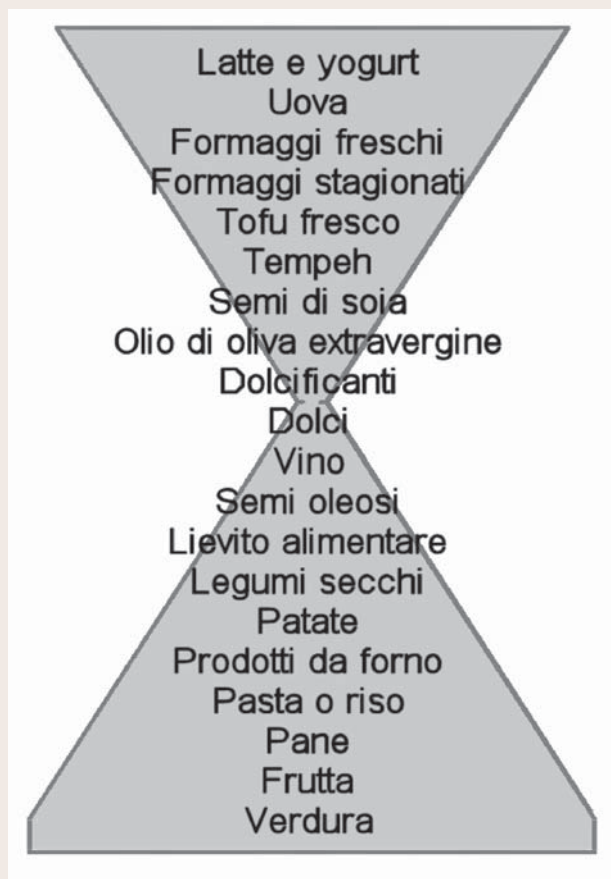 Latte e yogurt
Uova
Formaggi freschi
Formaggi stagionati
Tofu fresco
Tempeh
Semi di soia
Olio di oliva extravergine
Dolcificanti
Dolci
Vino
Semi oleosi
Lievito alimentare
Legumi secchi
Patate
Prodotti da forno
Pasta o riso
Pane
Frutta
Verdura